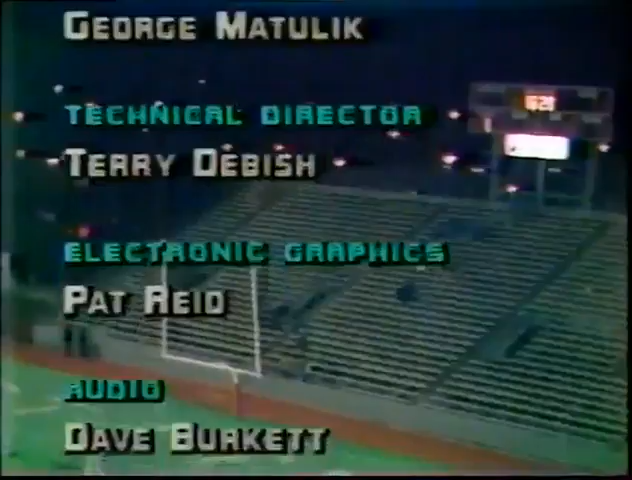 GEORGE MATULIK
TECHNICAL DIRECTOR
TERRY DEBISH
ELECTRONIC GRAPHICS
PAT REID
AUDIO
DAVE BURKETT